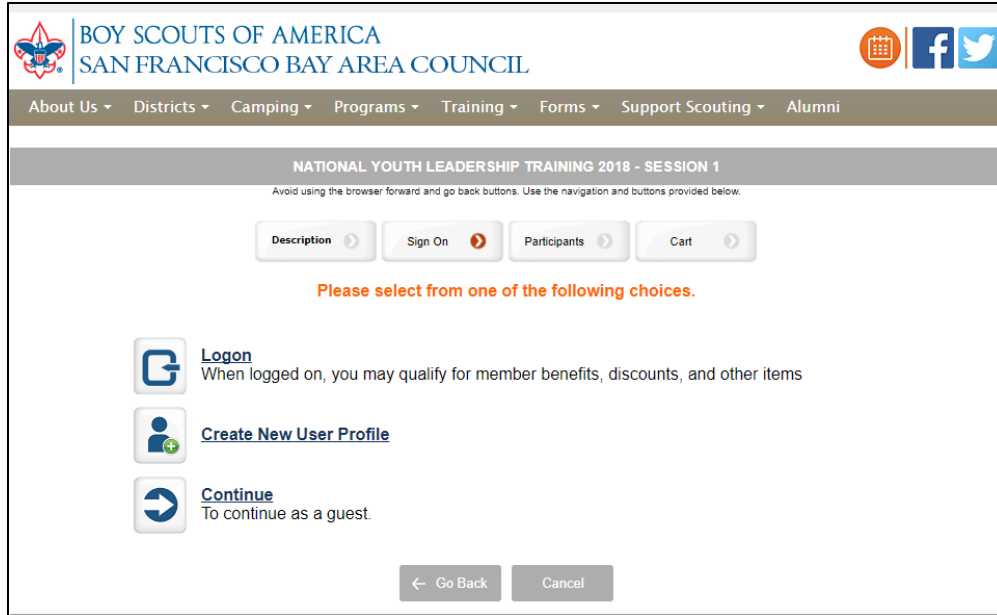 BOY SCOUTS OF AMERICA
SAN FRANCISCO BAY AREA COUNCIL
About Us Districts Camping Programs Training Forms Support Scouting Alumni
NATIONAL YOUTH LEADERSHIP TRAINING 2018 - SESSION 1
Avoid using the browser forward and go back buttons. Use the navigation and buttons provided below.
Description Sign On Participants Cart
Please select from one of the following choices.
Logon
When logged on, you may qualify for member benefits, discounts, and other items
Create New User Profile
Continue
To continue as a guest.
← Go Back Cancel